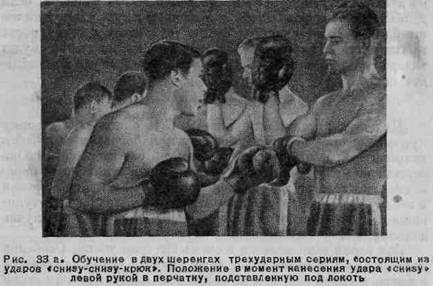 Рис. 33 а. Обучение в двух шеренгах трехударным сериям, состоящим из
ударов «снизу-снизу-крюк». Положение в момент нанесения удара «снизу»
левой рукой в перчатку, подставленную под локоть